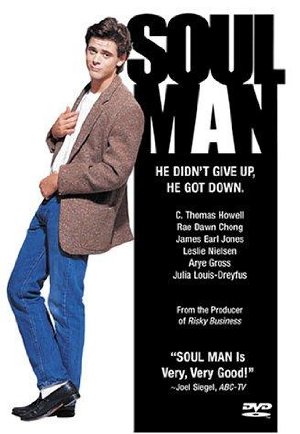 SOUL
MAN
HE DIDN'T GIVE UP,
HE GOT DOWN.
C. Thomas Howell
Rae Dawn Chong
James Earl Jones
Leslie Nielsen
Arye Gross
Julia Louis-Dreyfus
From the Producer
of Risky Business
"SOUL MAN Is
Very, Very Good!"
~Joel Siegel, ABC-TV
DVD